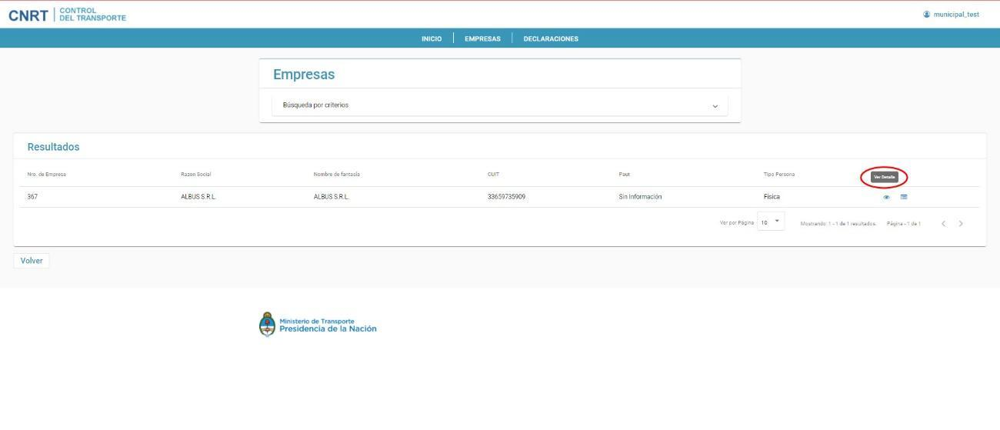 CNRT CONTROL DEL TRANSPORTE
municipal_test
INICIO EMPRESAS DECLARACIONES
Empresas
Búsqueda por criterios
Resultados
Nro. de Empresa Razon Social Nombre de fantasía CUIT Paut Tipo Persona Ver Detalle
367 ALBUS S.R.L. ALBUS S.R.L. 33659735909 Sin Información Física
Ver por Página 10 Mostrando: 1 - 1 de 1 resultados. Página - 1 de 1
Volver
Ministerio de Transporte
Presidencia de la Nación